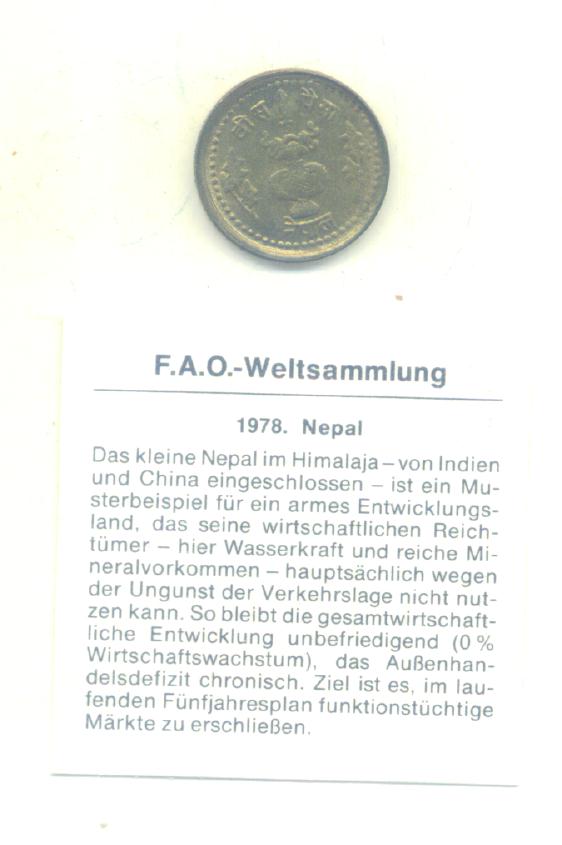 बीस पैसा
नेपाल
F.A.O.-Weltsammlung
1978. Nepal
Das kleine Nepal im Himalaja – von Indien
und China eingeschlossen – ist ein Mu-
sterbeispiel für ein armes Entwicklungs-
land, das seine wirtschaftlichen Reich-
tümer – hier Wasserkraft und reiche Mi-
neralvorkommen – hauptsächlich wegen
der Ungunst der Verkehrslage nicht nut-
zen kann. So bleibt die gesamtwirtschaft-
liche Entwicklung unbefriedigend (0 %
Wirtschaftswachstum), das Außenhan-
delsdefizit chronisch. Ziel ist es, im lau-
fenden Fünfjahresplan funktionstüchtige
Märkte zu erschließen.